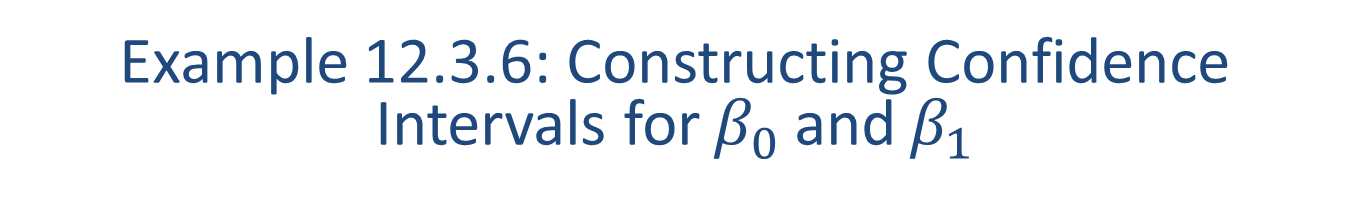 Example 12.3.6: Constructing Confidence
Intervals for β₀ and β₁